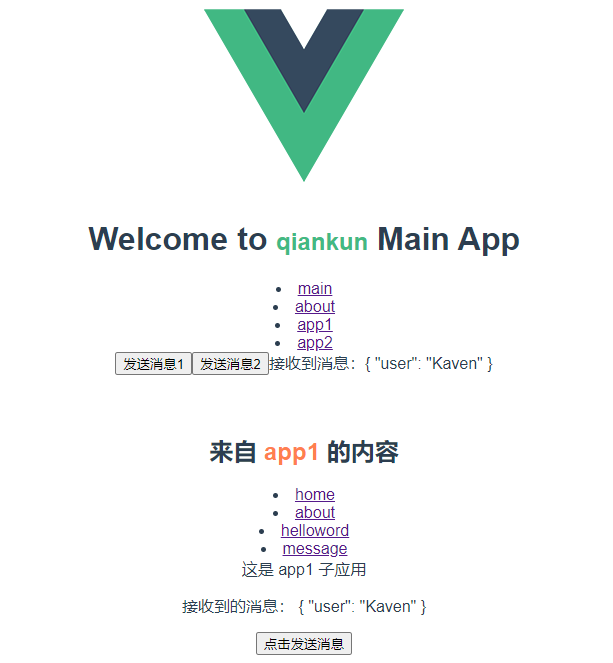 Welcome to qiankun Main App
main
about
app1
app2
发送消息1 发送消息2 接收到消息：{ "user": "Kaven" }
来自 app1 的内容
home
about
helloword
message
这是 app1 子应用
接收到的消息： { "user": "Kaven" }
点击发送消息